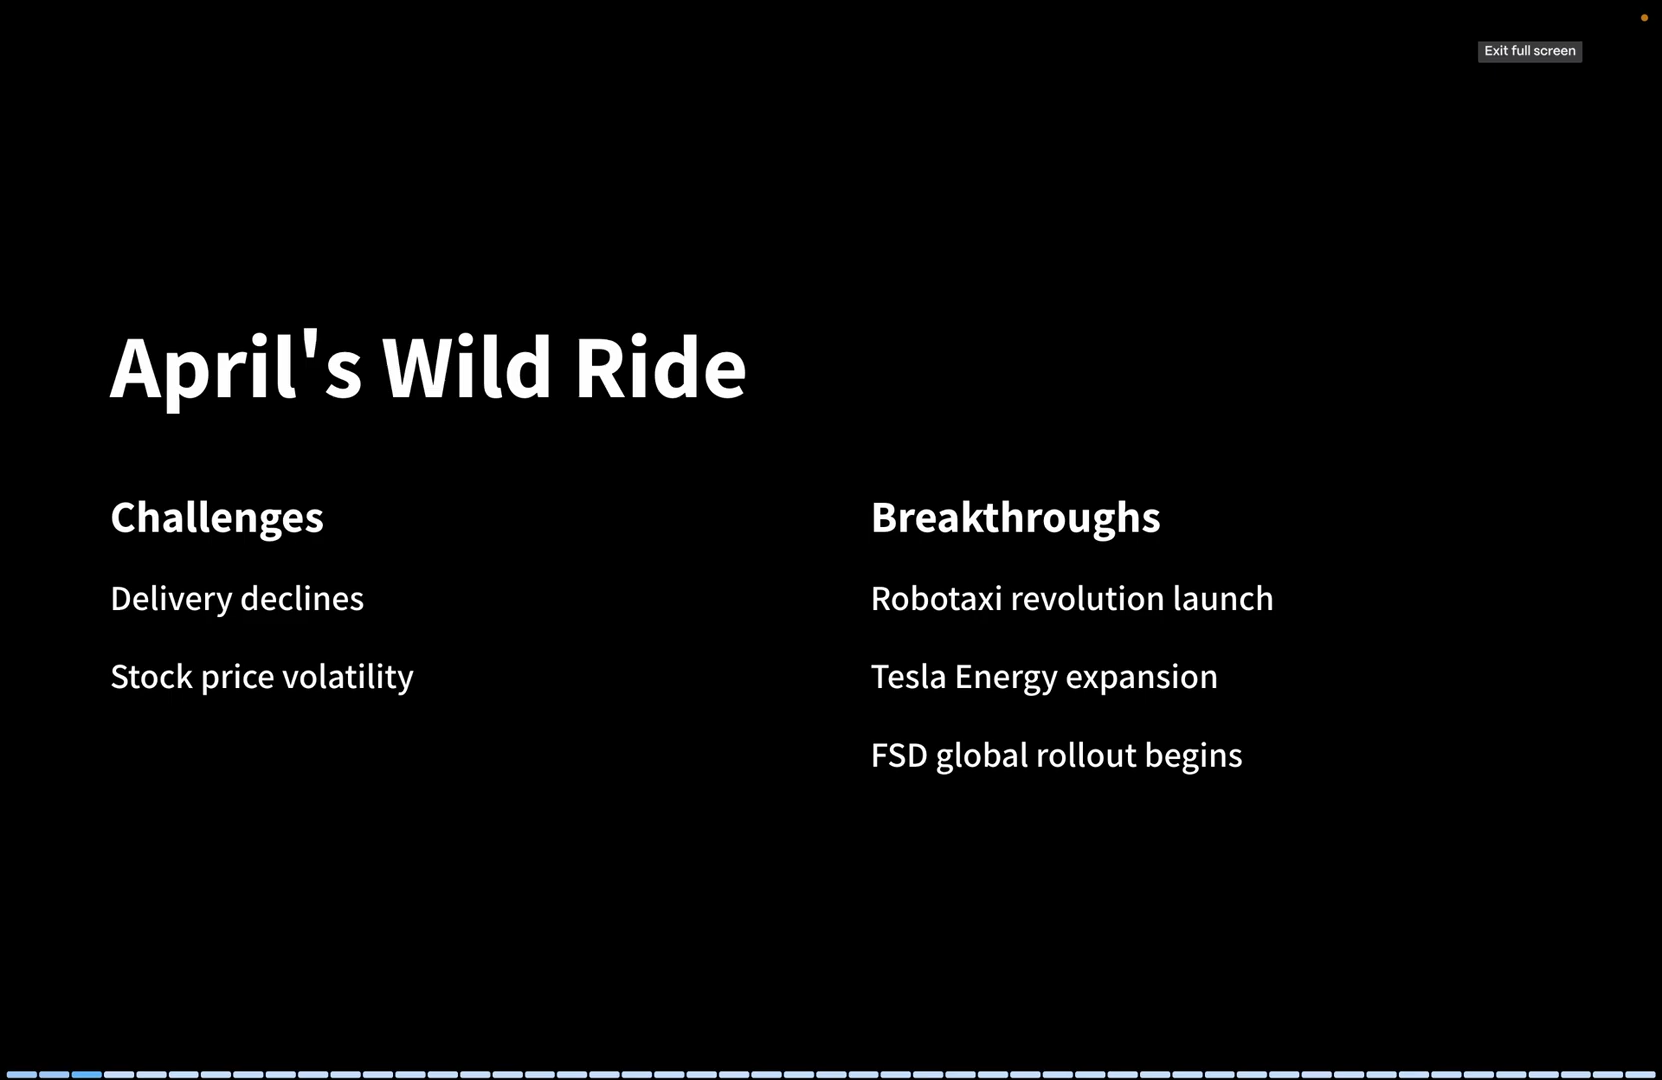 Exit full screen
April's Wild Ride
Challenges
Delivery declines
Stock price volatility
Breakthroughs
Robotaxi revolution launch
Tesla Energy expansion
FSD global rollout begins